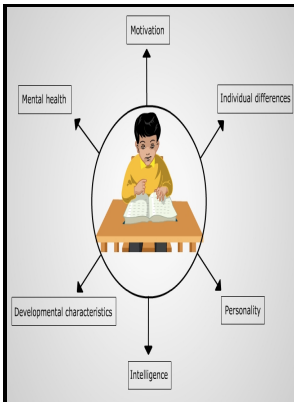 Motivation
Mental health
Individual differences
Developmental characteristics
Personality
Intelligence